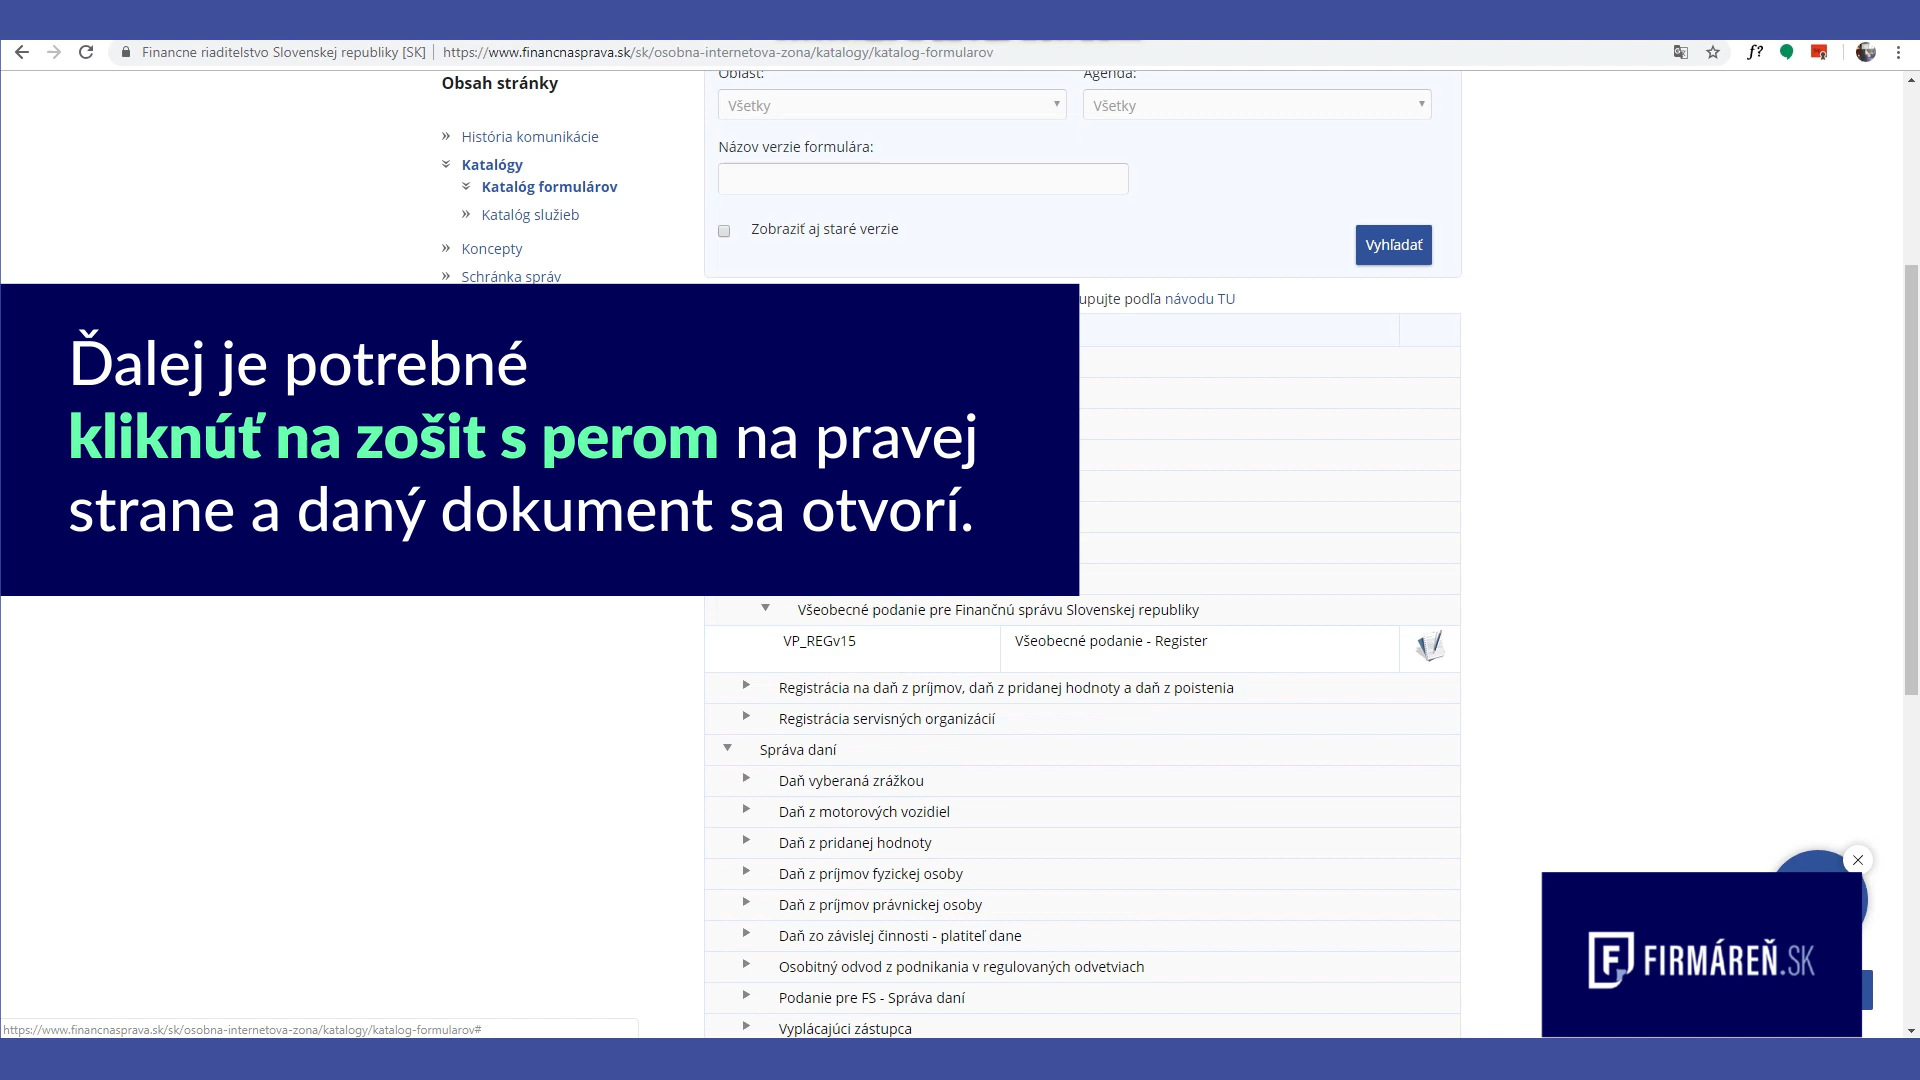 Financne riaditelstvo Slovenskej republiky [SK] https://www.financnasprava.sk/sk/osobna-internetova-zona/katalogy/katalog-formularov
f?
Obsah stránky
História komunikácie
Katalógy
Katalóg formulárov
Katalóg služieb
Koncepty
Schránka správ
Oblasť: Agenda:
Všetky Všetky
Názov verzie formulára:
Zobraziť aj staré verzie
Vyhľadať
upujte podľa návodu TU
Ďalej je potrebné
kliknúť na zošit s perom na pravej
strane a daný dokument sa otvorí.
Všeobecné podanie pre Finančnú správu Slovenskej republiky
VP_REGv15 Všeobecné podanie - Register
Registrácia na daň z príjmov, daň z pridanej hodnoty a daň z poistenia
Registrácia servisných organizácií
Správa daní
Daň vyberaná zrážkou
Daň z motorových vozidiel
Daň z pridanej hodnoty
Daň z príjmov fyzickej osoby
Daň z príjmov právnickej osoby
Daň zo závislej činnosti - platiteľ dane
Osobitný odvod z podnikania v regulovaných odvetviach
Podanie pre FS - Správa daní
Vyplácajúci zástupca
FIRMÁREŇ.SK
https://www.financnasprava.sk/sk/osobna-internetova-zona/katalogy/katalog-formularov#